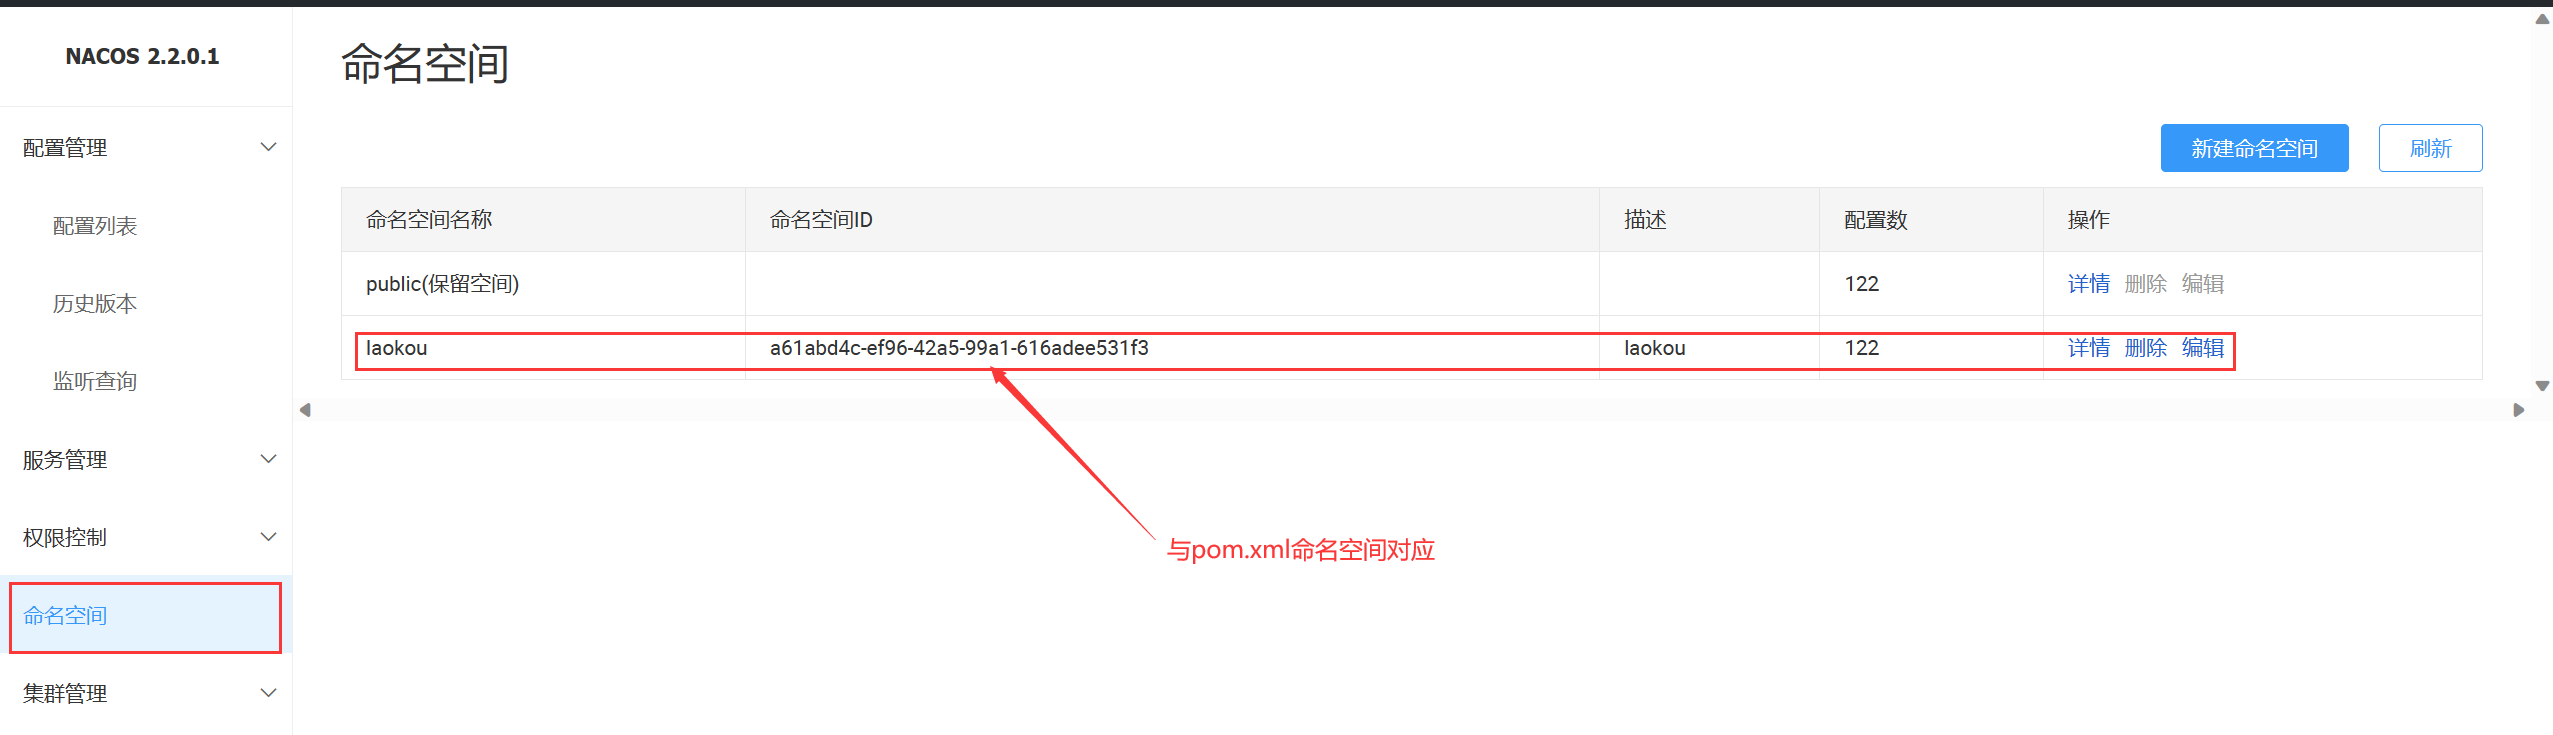 NACOS 2.2.0.1
配置管理
配置列表
历史版本
监听查询
服务管理
权限控制
命名空间
集群管理
命名空间
新建命名空间 刷新
命名空间名称 命名空间ID 描述 配置数 操作
public(保留空间) 122 详情 删除 编辑
laokou a61abd4c-ef96-42a5-99a1-616adee531f3 laokou 122 详情 删除 编辑
与pom.xml命名空间对应